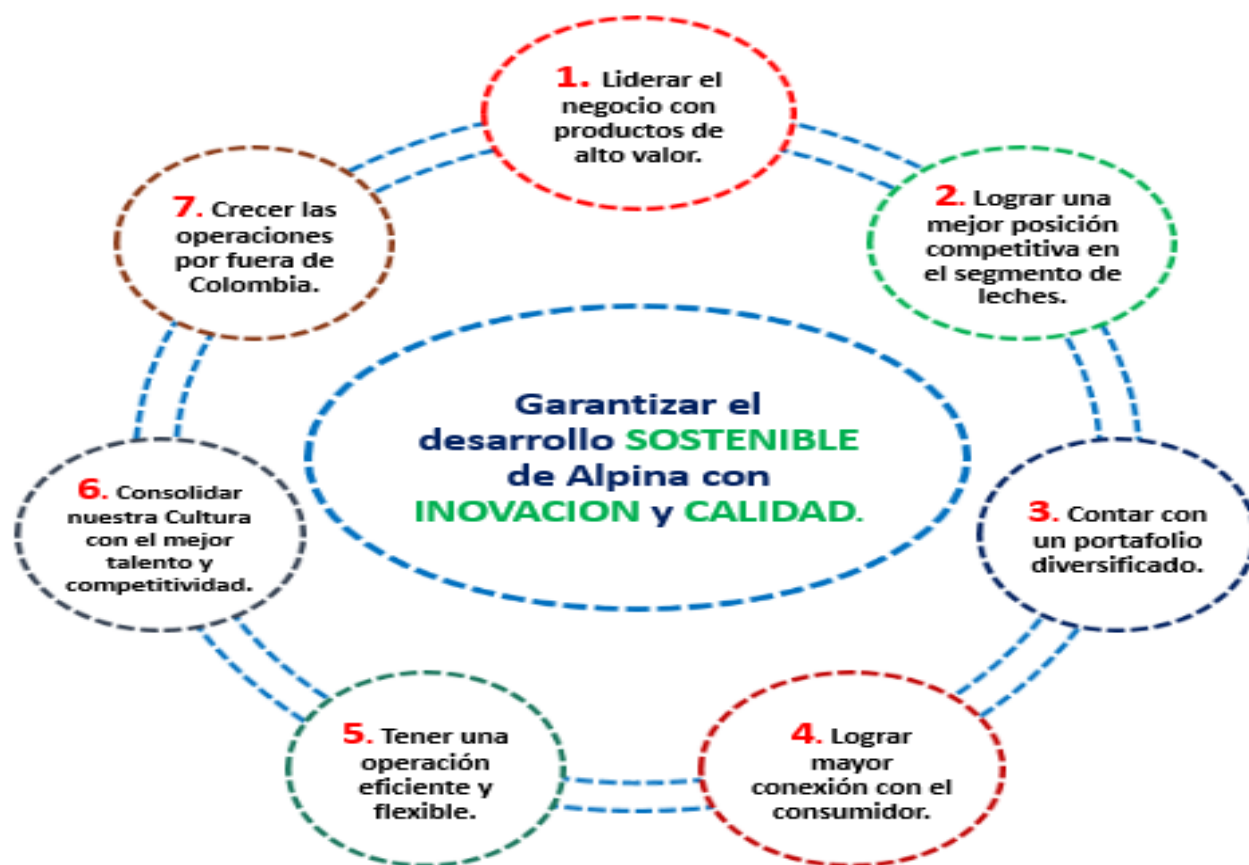 1. Liderar el
negocio con
productos de
alto valor.
2. Lograr una
mejor posición
competitiva en
el segmento de
leches.
3. Contar con
un portafolio
diversificado.
4. Lograr
mayor
conexión con el
consumidor.
5. Tener una
operación
eficiente y
flexible.
6. Consolidar
nuestra Cultura
con el mejor
talento y
competitividad.
7. Crecer las
operaciones
por fuera de
Colombia.
Garantizar el
desarrollo SOSTENIBLE
de Alpina con
INOVACION y CALIDAD.